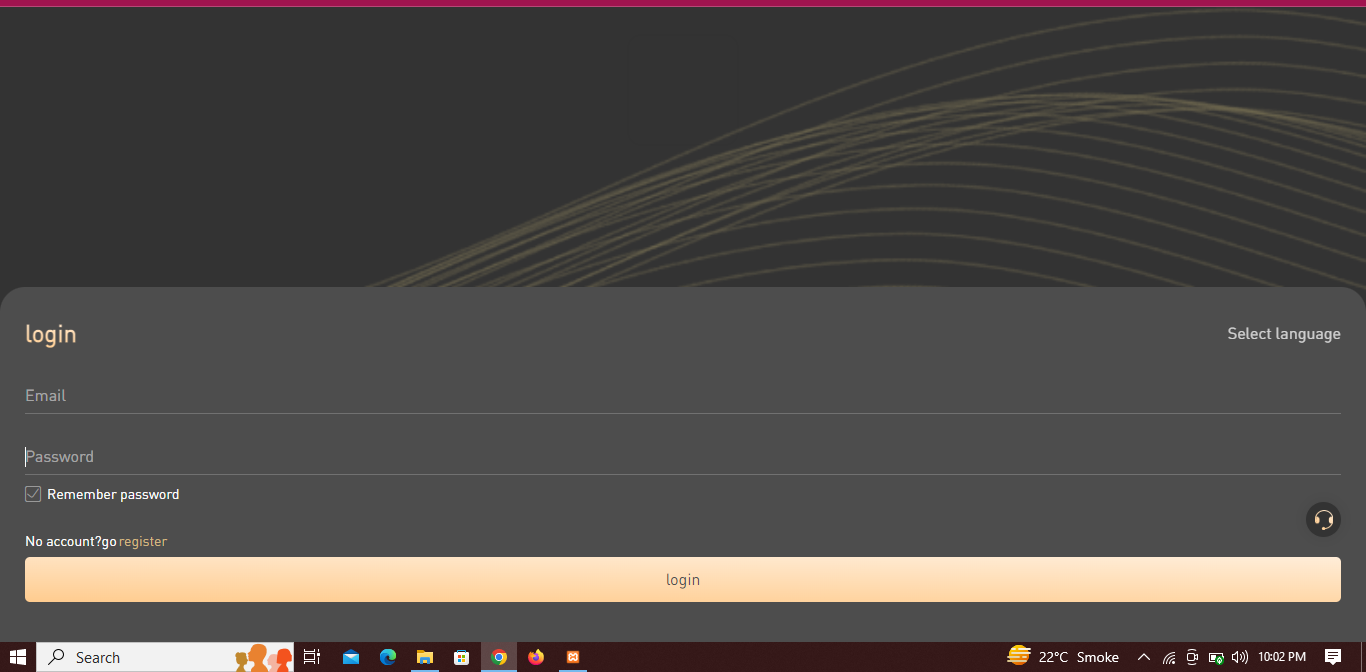 login
Select language
Email
Password
Remember password
No account?go register
login
Search
22°C Smoke
10:02 PM